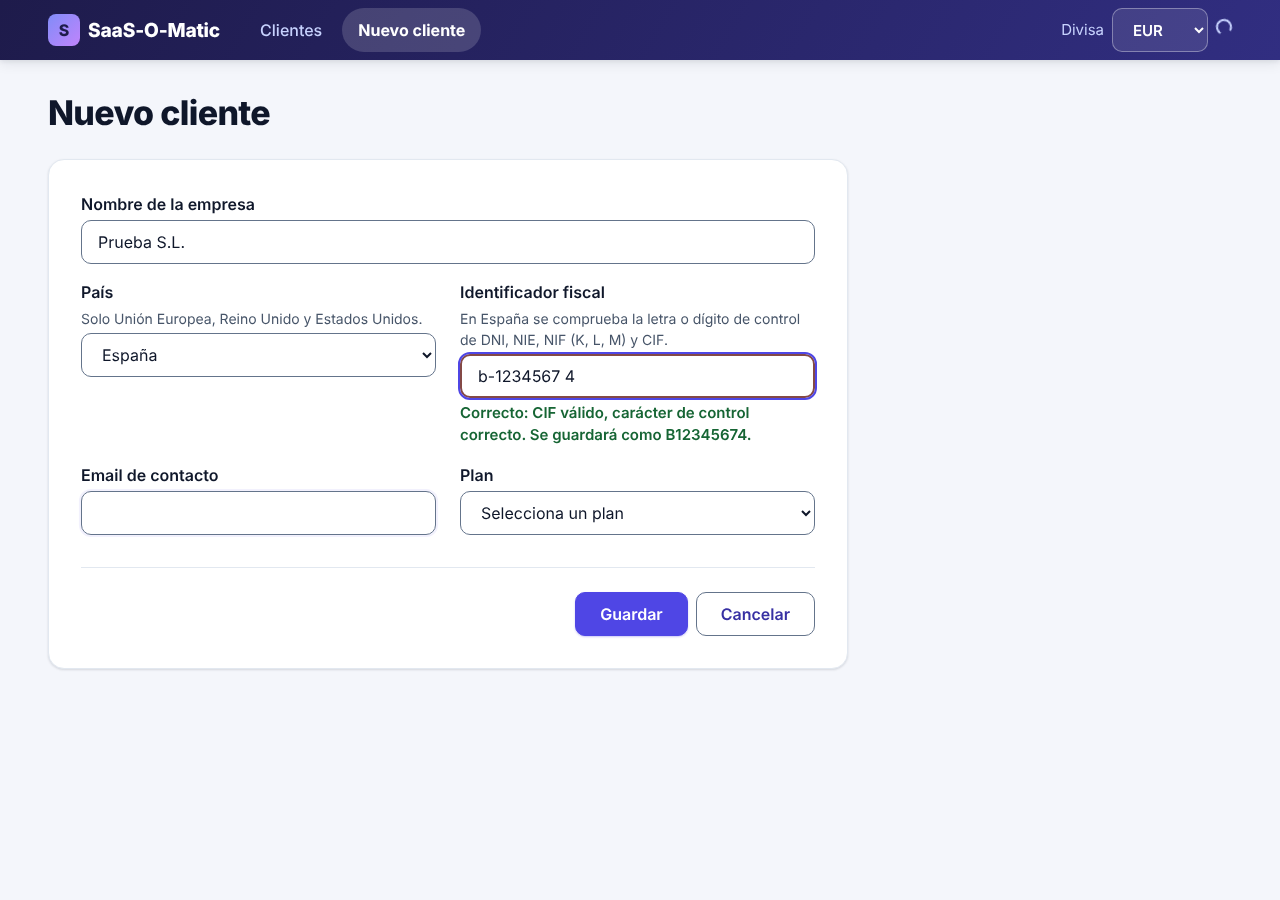 S SaaS-O-Matic Clientes Nuevo cliente Divisa EUR
Nuevo cliente
Nombre de la empresa
Prueba S.L.
País
Solo Unión Europea, Reino Unido y Estados Unidos.
España
Identificador fiscal
En España se comprueba la letra o dígito de control
de DNI, NIE, NIF (K, L, M) y CIF.
b-1234567 4
Correcto: CIF válido, carácter de control
correcto. Se guardará como B12345674.
Email de contacto
Plan
Selecciona un plan
Guardar Cancelar